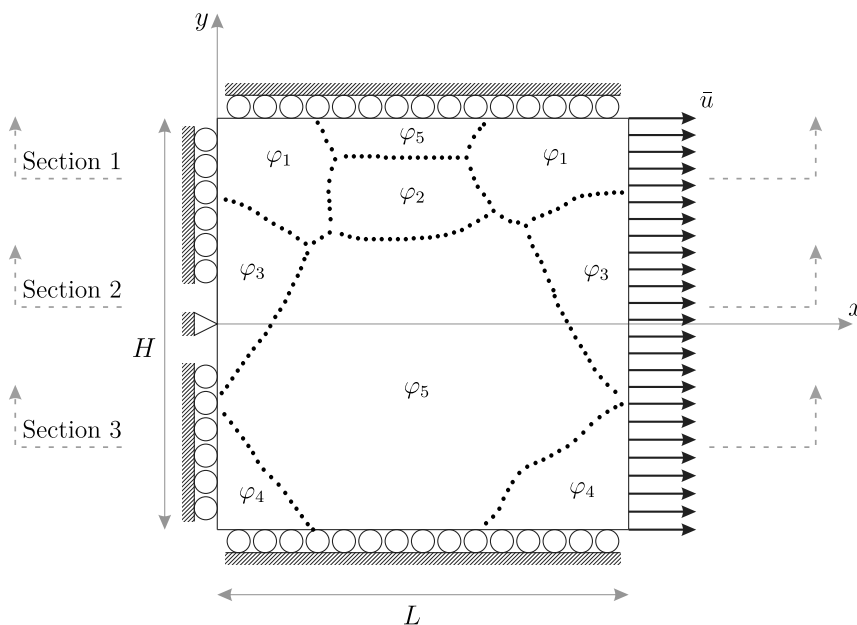 y
ū
Section 1
φ₁
φ₅
φ₁
φ₂
Section 2
φ₃
φ₃
x
H
φ₅
Section 3
φ₄
φ₄
L